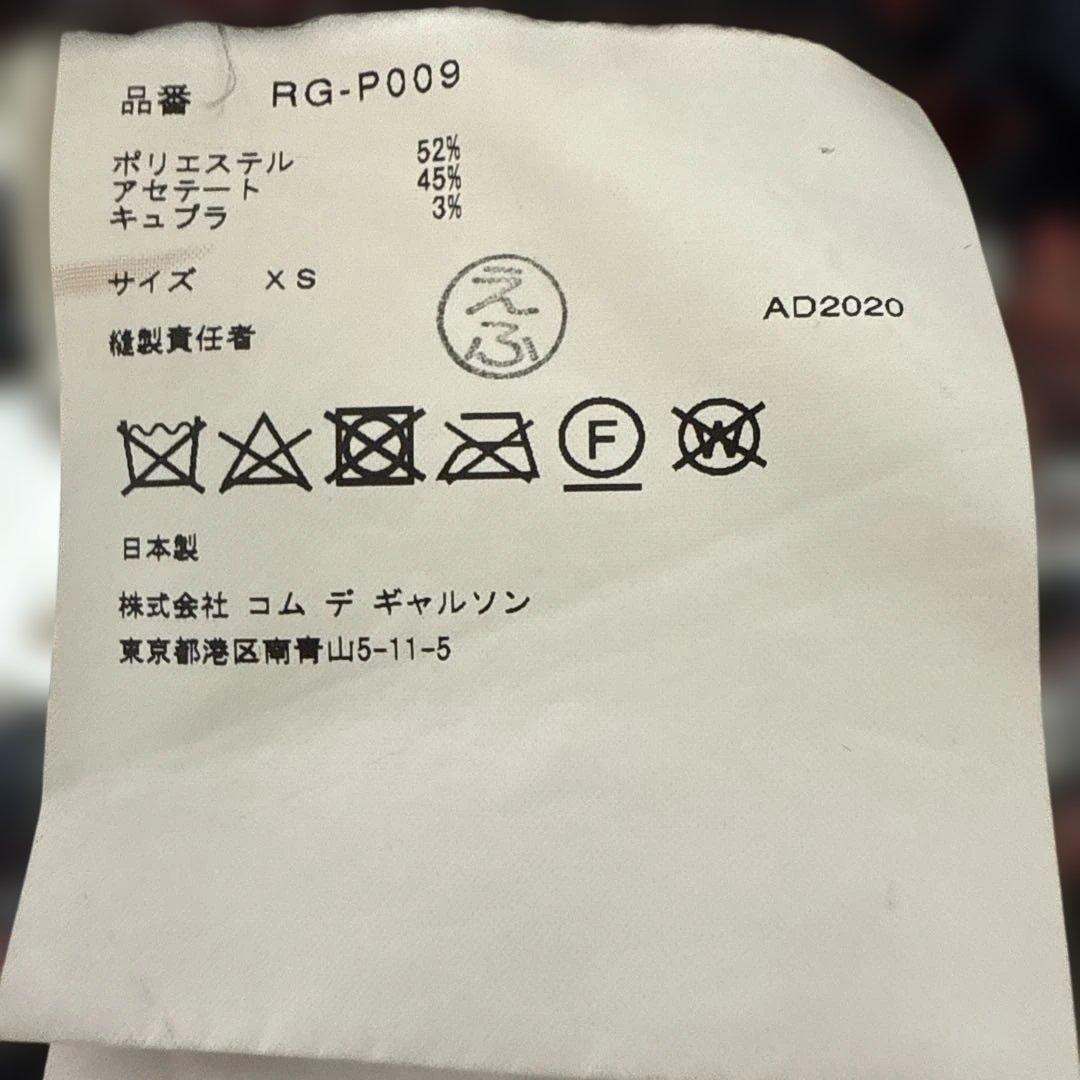 品番 RG-P009
ポリエステル 52%
アセテート 45%
キュプラ 3%
サイズ XS
えふ
AD2020
縫製責任者
F W
日本製
株式会社 コム デ ギャルソン
東京都港区南青山5-11-5